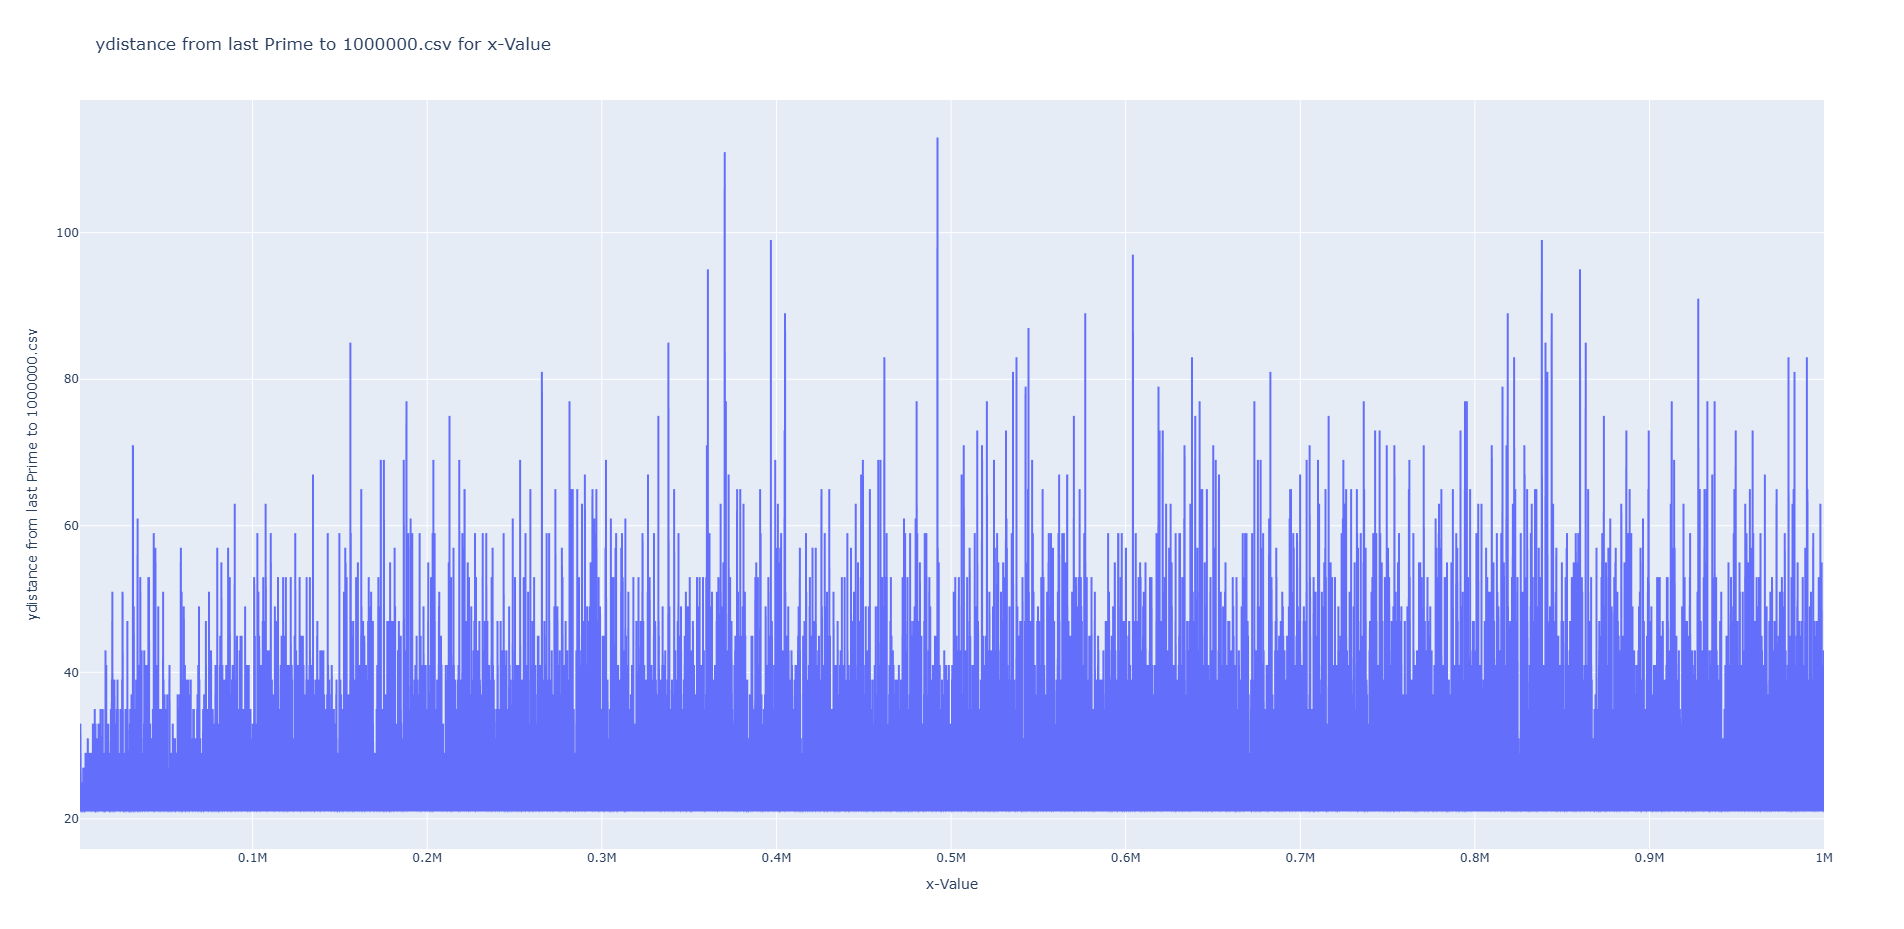 ydistance from last Prime to 1000000.csv for x-Value
ydistance from last Prime to 1000000.csv
100
80
60
40
20
0.1M
0.2M
0.3M
0.4M
0.5M
0.6M
0.7M
0.8M
0.9M
1M
x-Value